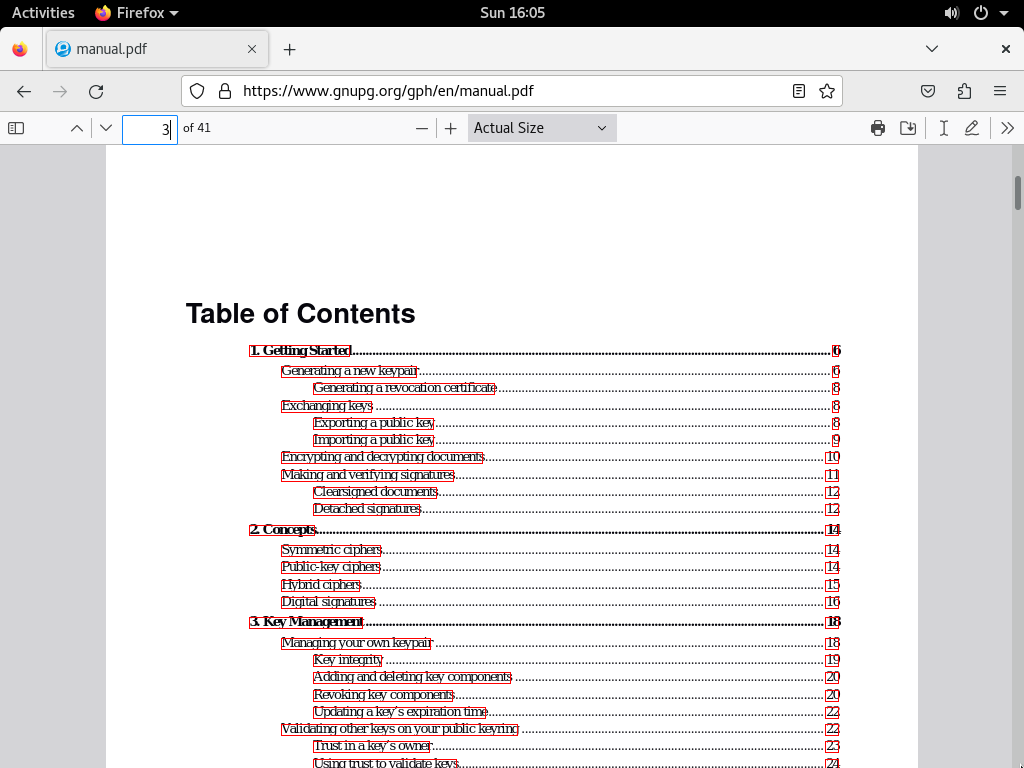 Activities Firefox Sun 16:05
manual.pdf
https://www.gnupg.org/gph/en/manual.pdf
3 of 41 Actual Size
Table of Contents
1. Getting Started 6
Generating a new keypair 6
Generating a revocation certificate 8
Exchanging keys 8
Exporting a public key 8
Importing a public key 9
Encrypting and decrypting documents 10
Making and verifying signatures 11
Clearsigned documents 12
Detached signatures 12
2. Concepts 14
Symmetric ciphers 14
Public-key ciphers 14
Hybrid ciphers 15
Digital signatures 16
3. Key Management 18
Managing your own keypair 18
Key integrity 19
Adding and deleting key components 20
Revoking key components 20
Updating a key's expiration time 22
Validating other keys on your public keyring 22
Trust in a key's owner 23
Using trust to validate keys 24